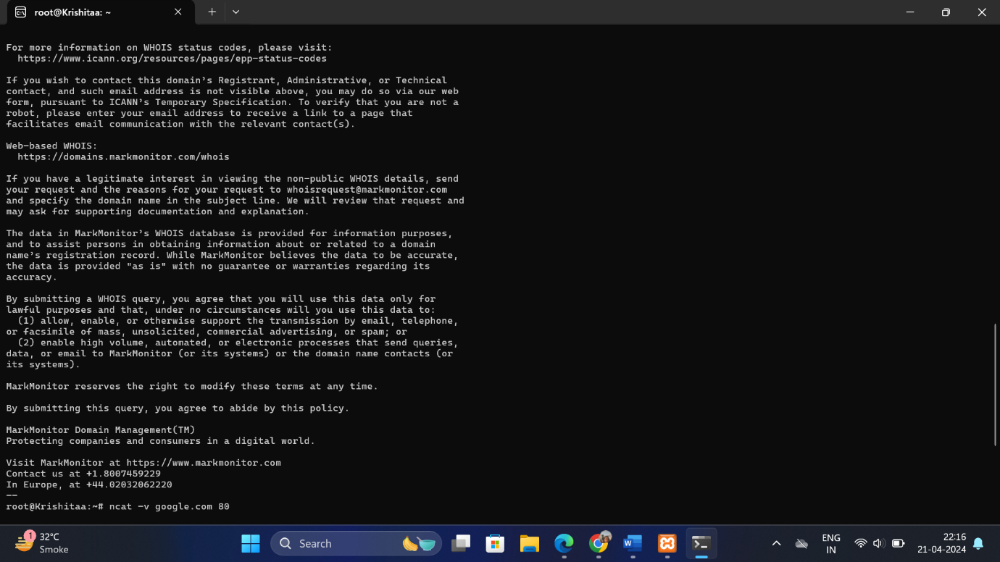 root@Krishitaa: ~
For more information on WHOIS status codes, please visit:
https://www.icann.org/resources/pages/epp-status-codes
If you wish to contact this domain's Registrant, Administrative, or Technical
contact, and such email address is not visible above, you may do so via our web
form, pursuant to ICANN's Temporary Specification. To verify that you are not a
robot, please enter your email address to receive a link to a page that
facilitates email communication with the relevant contact(s).
Web-based WHOIS:
https://domains.markmonitor.com/whois
If you have a legitimate interest in viewing the non-public WHOIS details, send
your request and the reasons for your request to whoisrequest@markmonitor.com
and specify the domain name in the subject line. We will review that request and
may ask for supporting documentation and explanation.
The data in MarkMonitor's WHOIS database is provided for information purposes,
and to assist persons in obtaining information about or related to a domain
name's registration record. While MarkMonitor believes the data to be accurate,
the data is provided "as is" with no guarantee or warranties regarding its
accuracy.
By submitting a WHOIS query, you agree that you will use this data only for
lawful purposes and that, under no circumstances will you use this data to:
(1) allow, enable, or otherwise support the transmission by email, telephone,
or facsimile of mass, unsolicited, commercial advertising, or spam; or
(2) enable high volume, automated, or electronic processes that send queries,
data, or email to MarkMonitor (or its systems) or the domain name contacts (or
its systems).
MarkMonitor reserves the right to modify these terms at any time.
By submitting this query, you agree to abide by this policy.
MarkMonitor Domain Management(TM)
Protecting companies and consumers in a digital world.
Visit MarkMonitor at https://www.markmonitor.com
Contact us at +1.8007459229
In Europe, at +44.02032062220
--
root@Krishitaa:~# ncat -v google.com 80
1
32°C
Smoke
Search
ENG
IN
22:16
21-04-2024